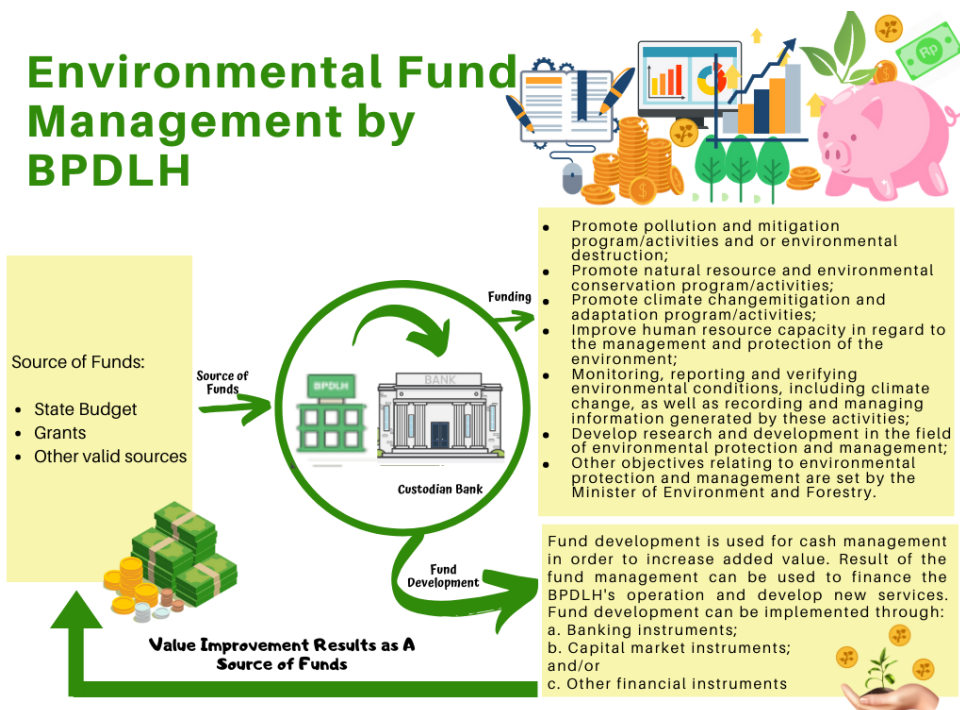 Environmental Fund
Management by
BPDLH
Source of Funds:
• State Budget
• Grants
• Other valid sources
Source of
Funds
BPDLH
BANK
Custodian Bank
Funding
Rp
• Promote pollution and mitigation
program/activities and or environmental
destruction;
• Promote natural resource and environmental
conservation program/activities;
• Promote climate changemitigation and
adaptation program/activities;
• Improve human resource capacity in regard to
the management and protection of the
environment;
• Monitoring, reporting and verifying
environmental conditions, including climate
change, as well as recording and managing
information generated by these activities;
• Develop research and development in the field
of environmental protection and management;
• Other objectives relating to environmental
protection and management are set by the
Minister of Environment and Forestry.
Fund
Development
Fund development is used for cash management
in order to increase added value. Result of the
fund management can be used to finance the
BPDLH's operation and develop new services.
Fund development can be implemented through:
a. Banking instruments;
b. Capital market instruments;
and/or
c. Other financial instruments
Value Improvement Results as A
Source of Funds